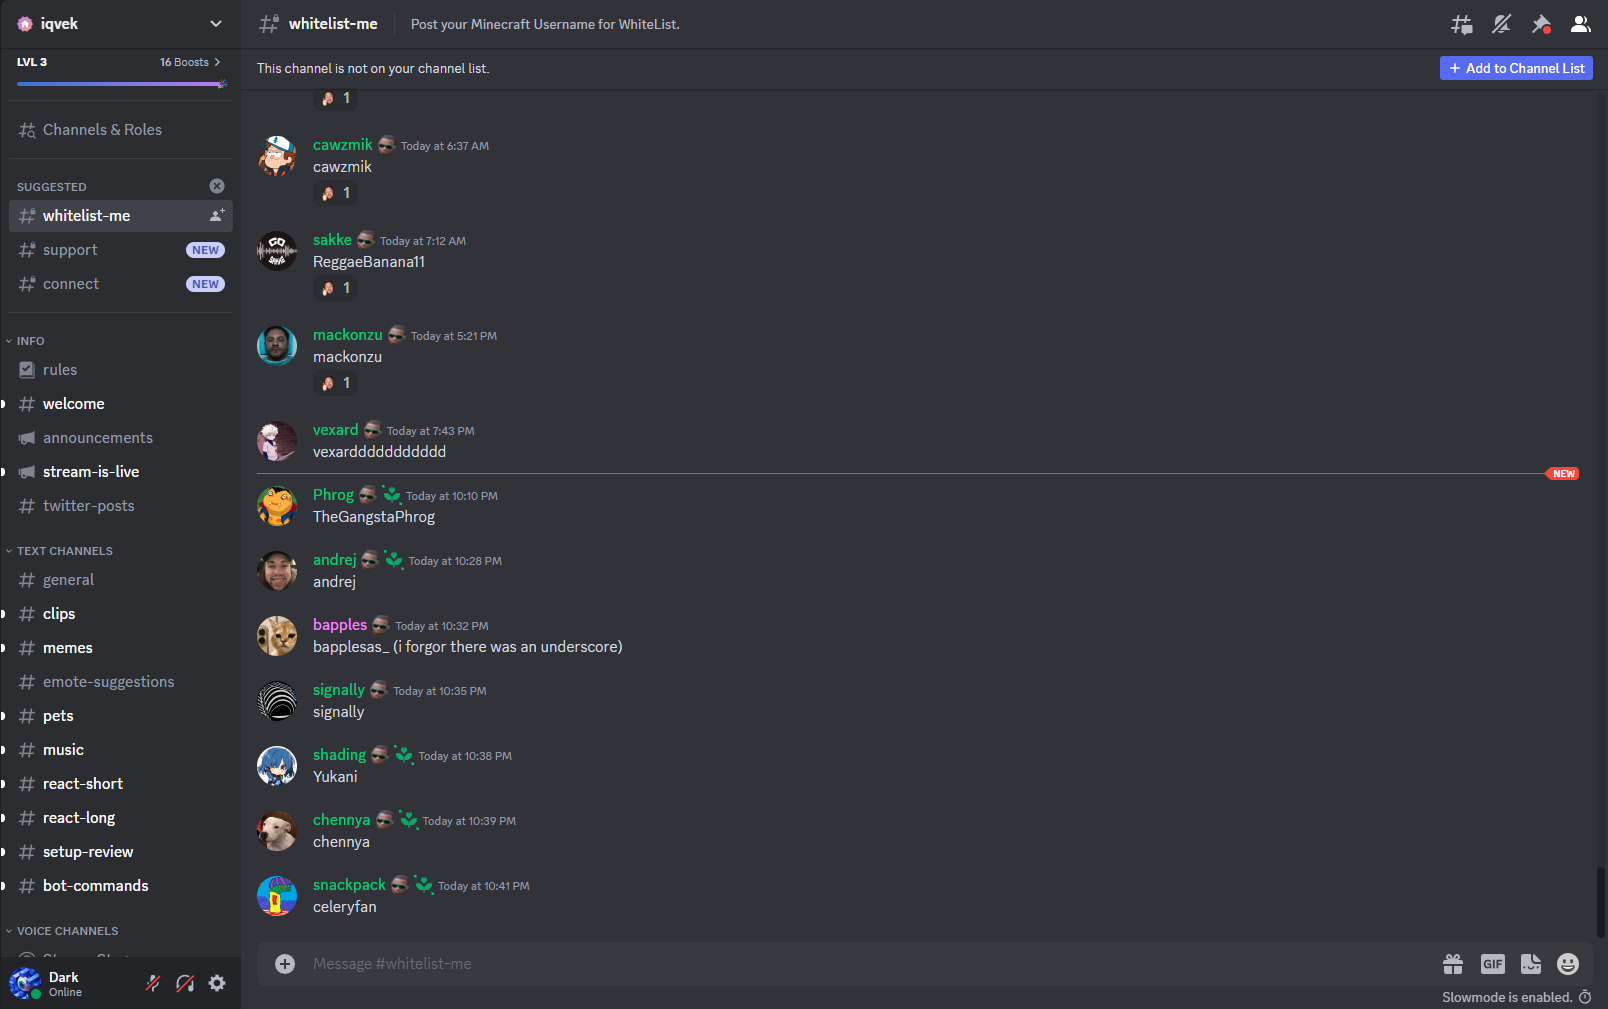 iqvek
LVL 3
16 Boosts
Channels & Roles
SUGGESTED
whitelist-me
support
NEW
connect
NEW
INFO
rules
welcome
announcements
stream-is-live
twitter-posts
TEXT CHANNELS
general
clips
memes
emote-suggestions
pets
music
react-short
react-long
setup-review
bot-commands
VOICE CHANNELS
Dark
Online
whitelist-me
Post your Minecraft Username for WhiteList.
This channel is not on your channel list.
+ Add to Channel List
1
cawzmik Today at 6:37 AM
cawzmik
1
sakke Today at 7:12 AM
ReggaeBanana11
1
mackonzu Today at 5:21 PM
mackonzu
1
vexard Today at 7:43 PM
vexarddddddddddd
NEW
Phrog Today at 10:10 PM
TheGangstaPhrog
andrej Today at 10:28 PM
andrej
bapples Today at 10:32 PM
bapplesas_ (i forgor there was an underscore)
signally Today at 10:35 PM
signally
shading Today at 10:38 PM
Yukani
chennya Today at 10:39 PM
chennya
snackpack Today at 10:41 PM
celeryfan
Message #whitelist-me
GIF
Slowmode is enabled.